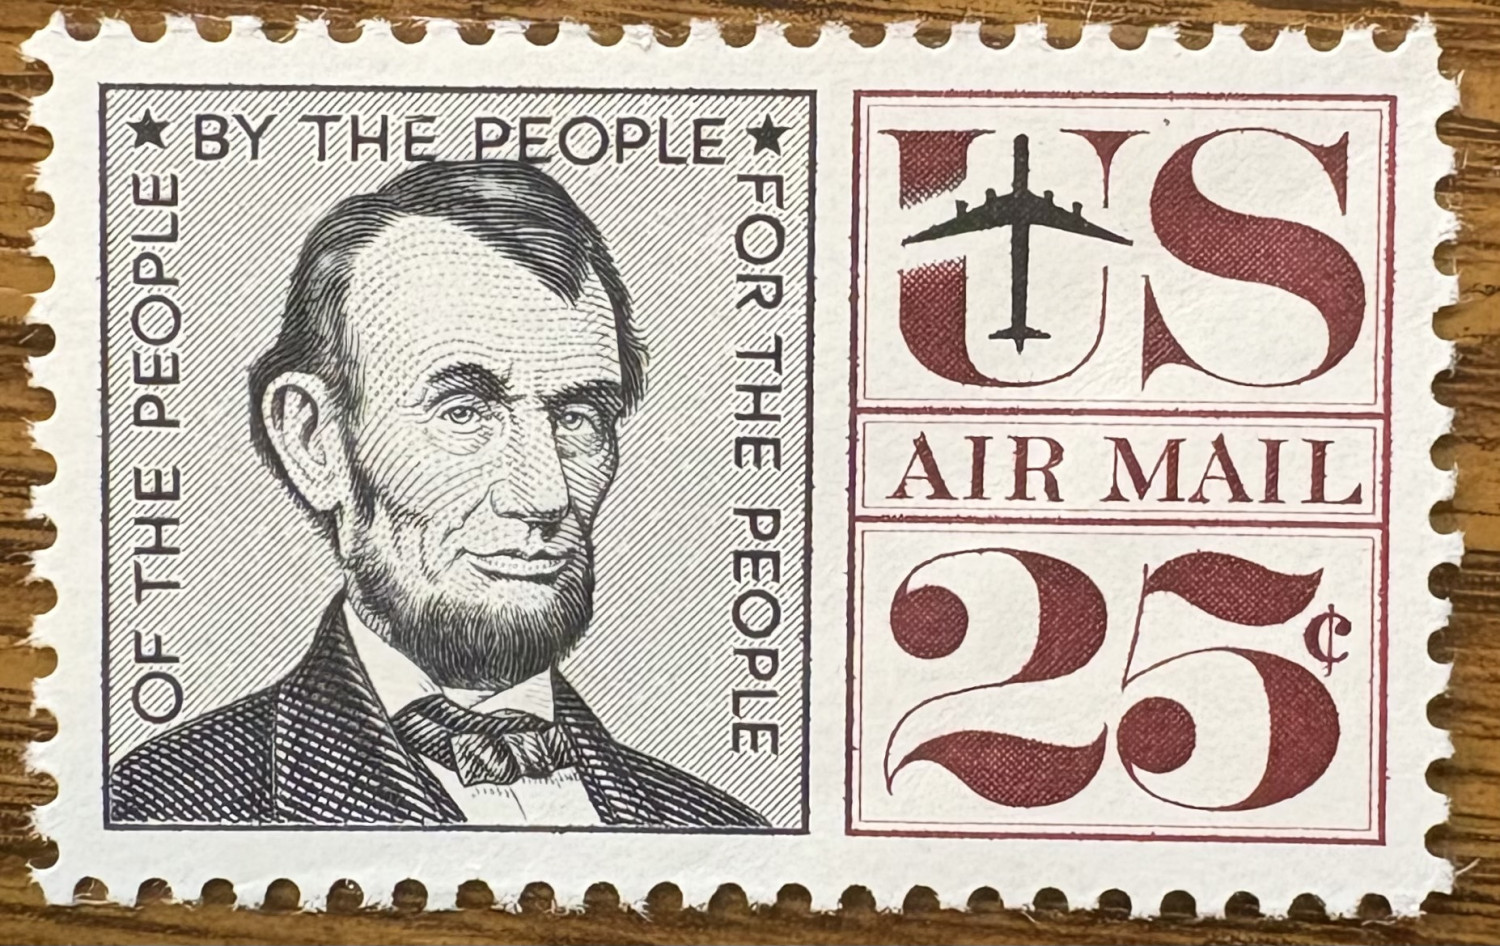 OF THE PEOPLE
★ BY THE PEOPLE ★
FOR THE PEOPLE
US
AIR MAIL
25¢